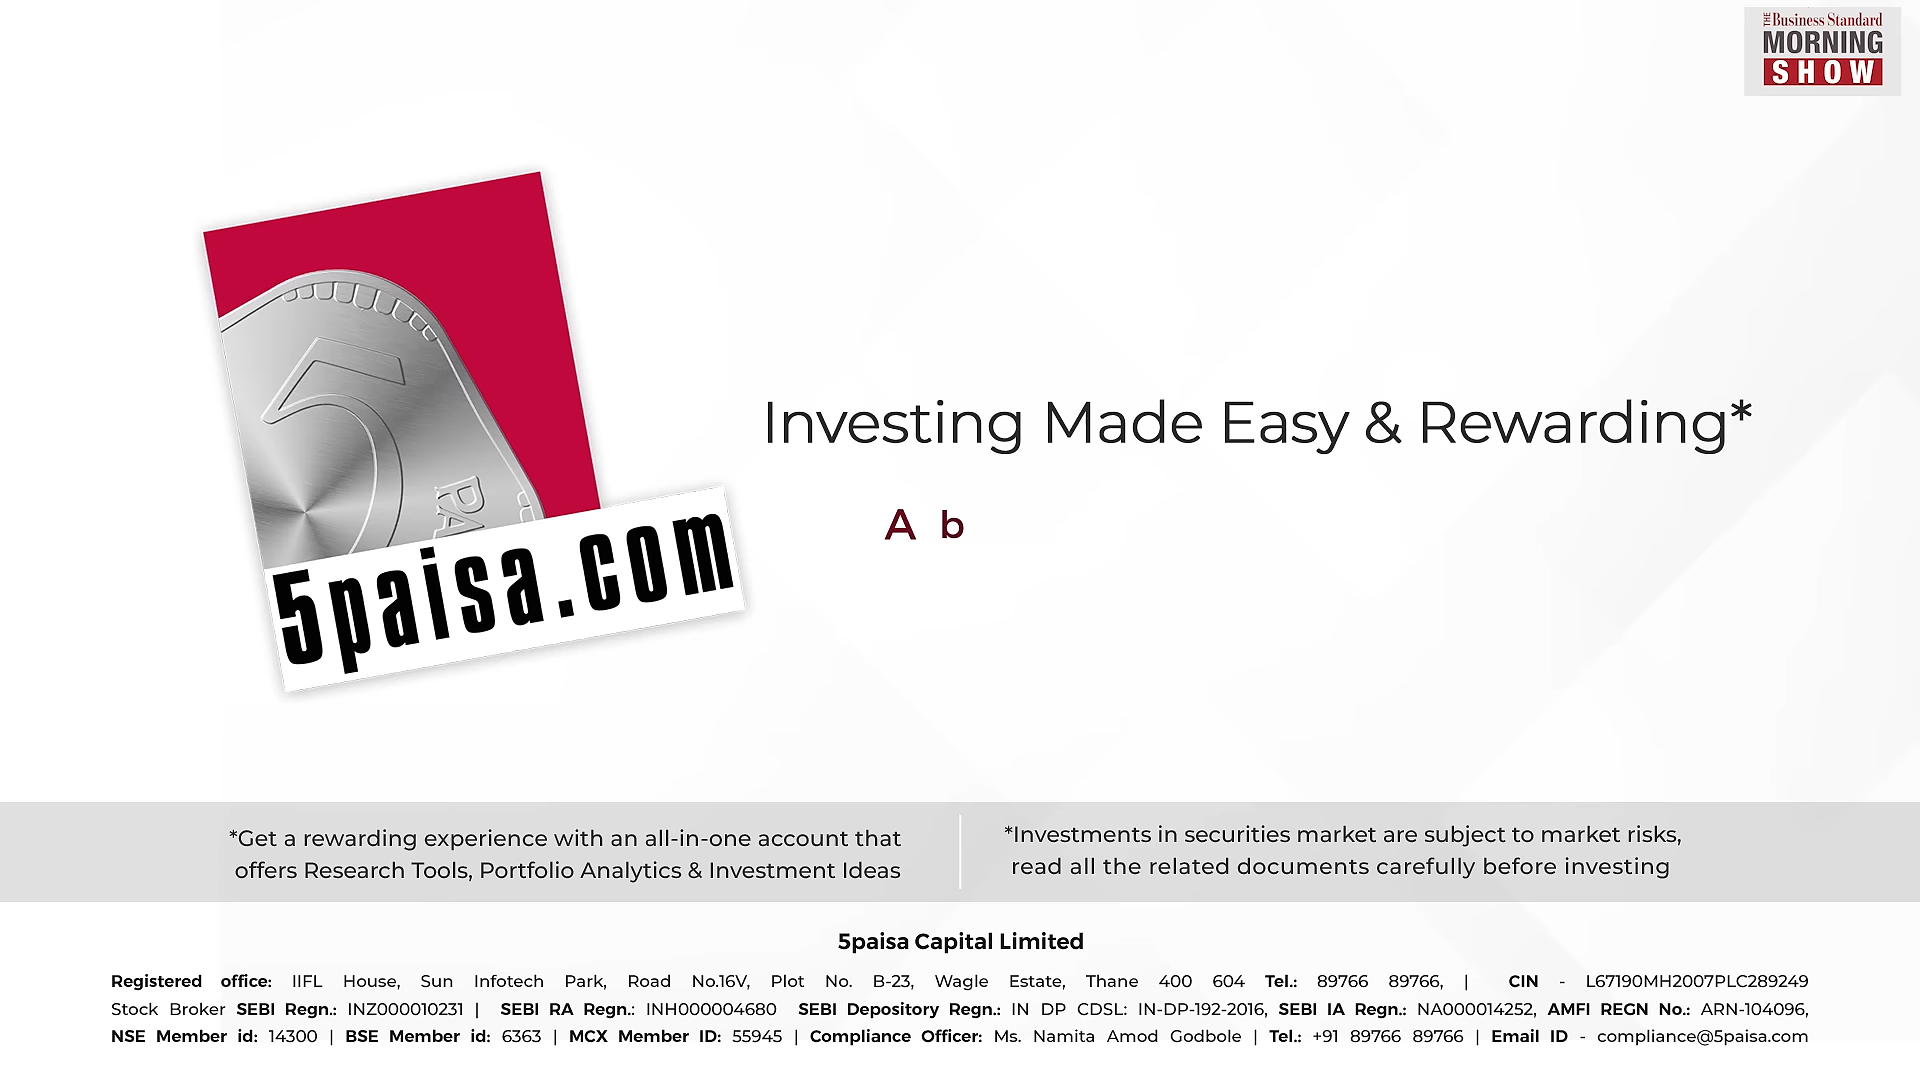 THE Business Standard
MORNING
SHOW
5
PA
5paisa.com
Investing Made Easy & Rewarding*
A b
*Get a rewarding experience with an all-in-one account that
offers Research Tools, Portfolio Analytics & Investment Ideas
*Investments in securities market are subject to market risks,
read all the related documents carefully before investing
5paisa Capital Limited
Registered office: IIFL House, Sun Infotech Park, Road No.16V, Plot No. B-23, Wagle Estate, Thane 400 604 Tel.: 89766 89766, | CIN - L67190MH2007PLC289249
Stock Broker SEBI Regn.: INZ000010231 | SEBI RA Regn.: INH000004680 SEBI Depository Regn.: IN DP CDSL: IN-DP-192-2016, SEBI IA Regn.: NA000014252, AMFI REGN No.: ARN-104096,
NSE Member id: 14300 | BSE Member id: 6363 | MCX Member ID: 55945 | Compliance Officer: Ms. Namita Amod Godbole | Tel.: +91 89766 89766 | Email ID - compliance@5paisa.com